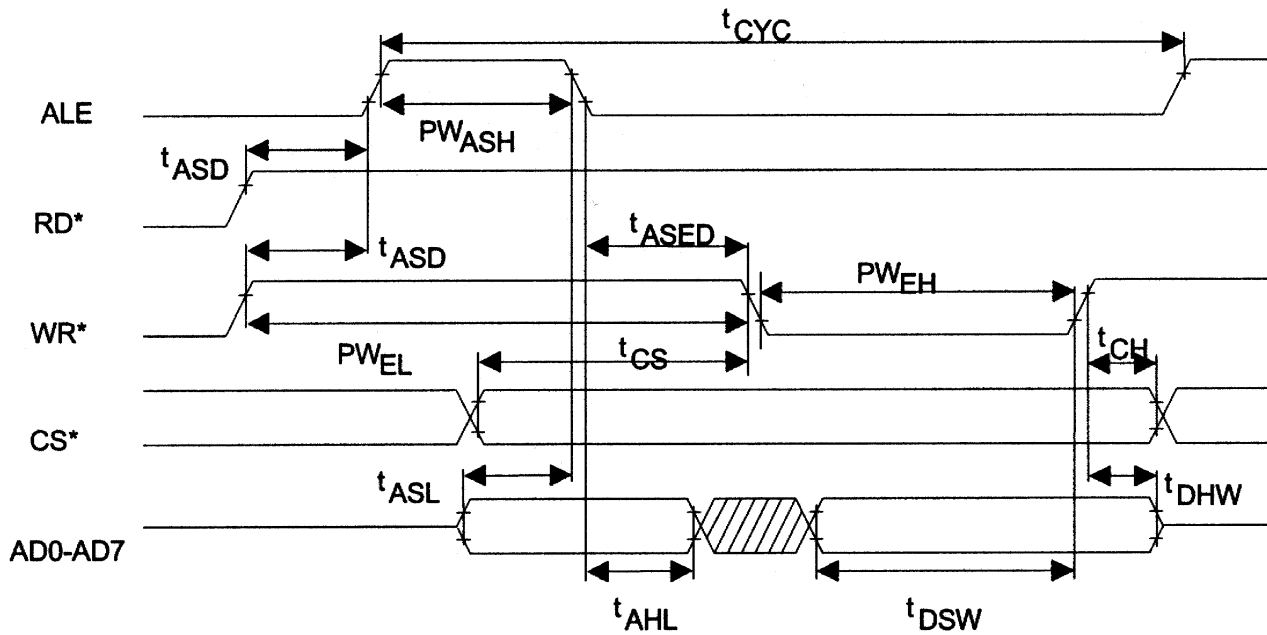 tCYC
ALE
PWASH
tASD
RD*
tASD
tASED
PWEH
WR*
PWEL
tCS
tCH
CS*
tASL
tDHW
AD0-AD7
tAHL
tDSW